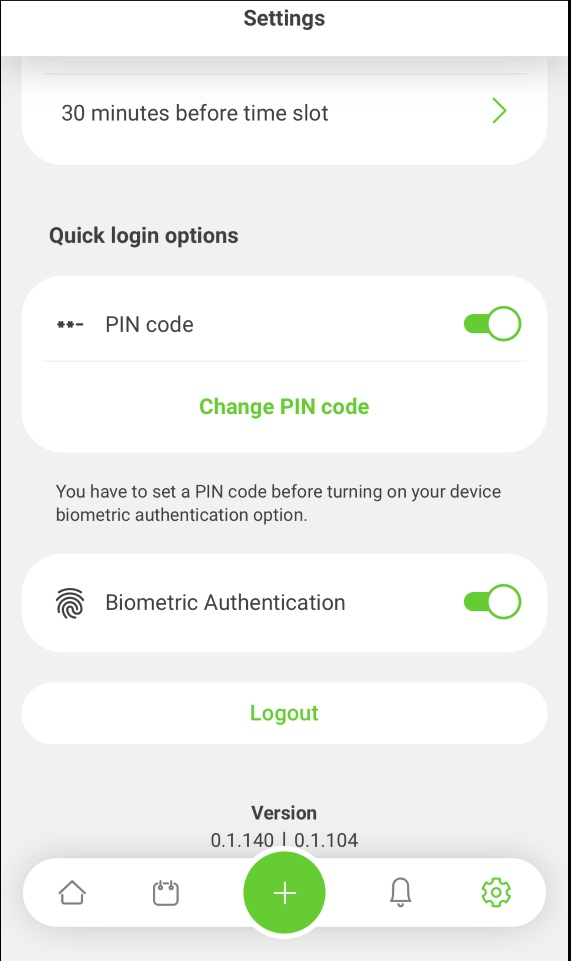 Settings
30 minutes before time slot
Quick login options
PIN code
Change PIN code
You have to set a PIN code before turning on your device
biometric authentication option.
Biometric Authentication
Logout
Version
0.1.140 | 0.1.104